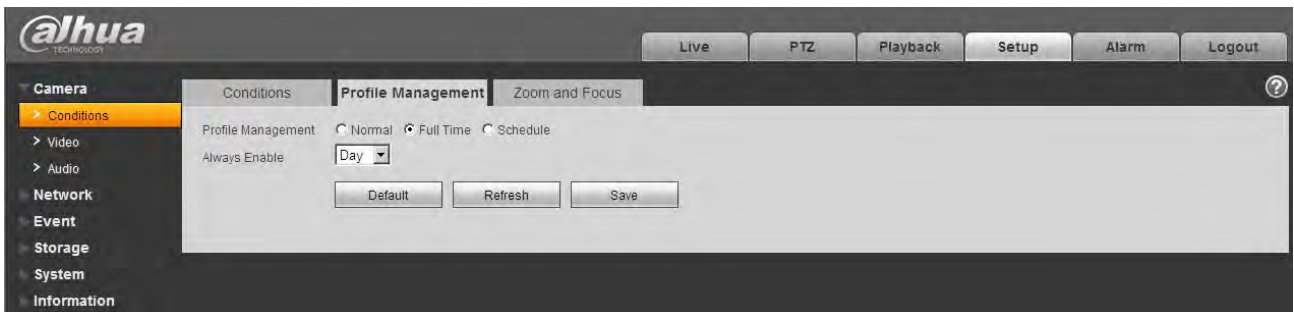 alhua
TECHNOLOGY
Live PTZ Playback Setup Alarm Logout
Camera
Conditions
Video
Audio
Network
Event
Storage
System
Information
Conditions Profile Management Zoom and Focus
?
Profile Management Normal Full Time Schedule
Always Enable Day
Default Refresh Save